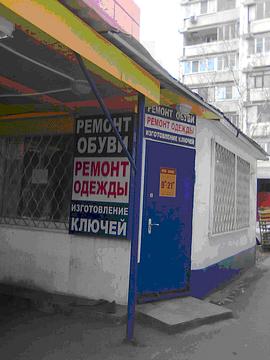 РЕМОНТ
ОБУВИ
РЕМОНТ
ОДЕЖДЫ
ИЗГОТОВЛЕНИЕ
КЛЮЧЕЙ
РЕМОНТ ОБУВИ
РЕМОНТ ОДЕЖДЫ
ИЗГОТОВЛЕНИЕ КЛЮЧЕЙ